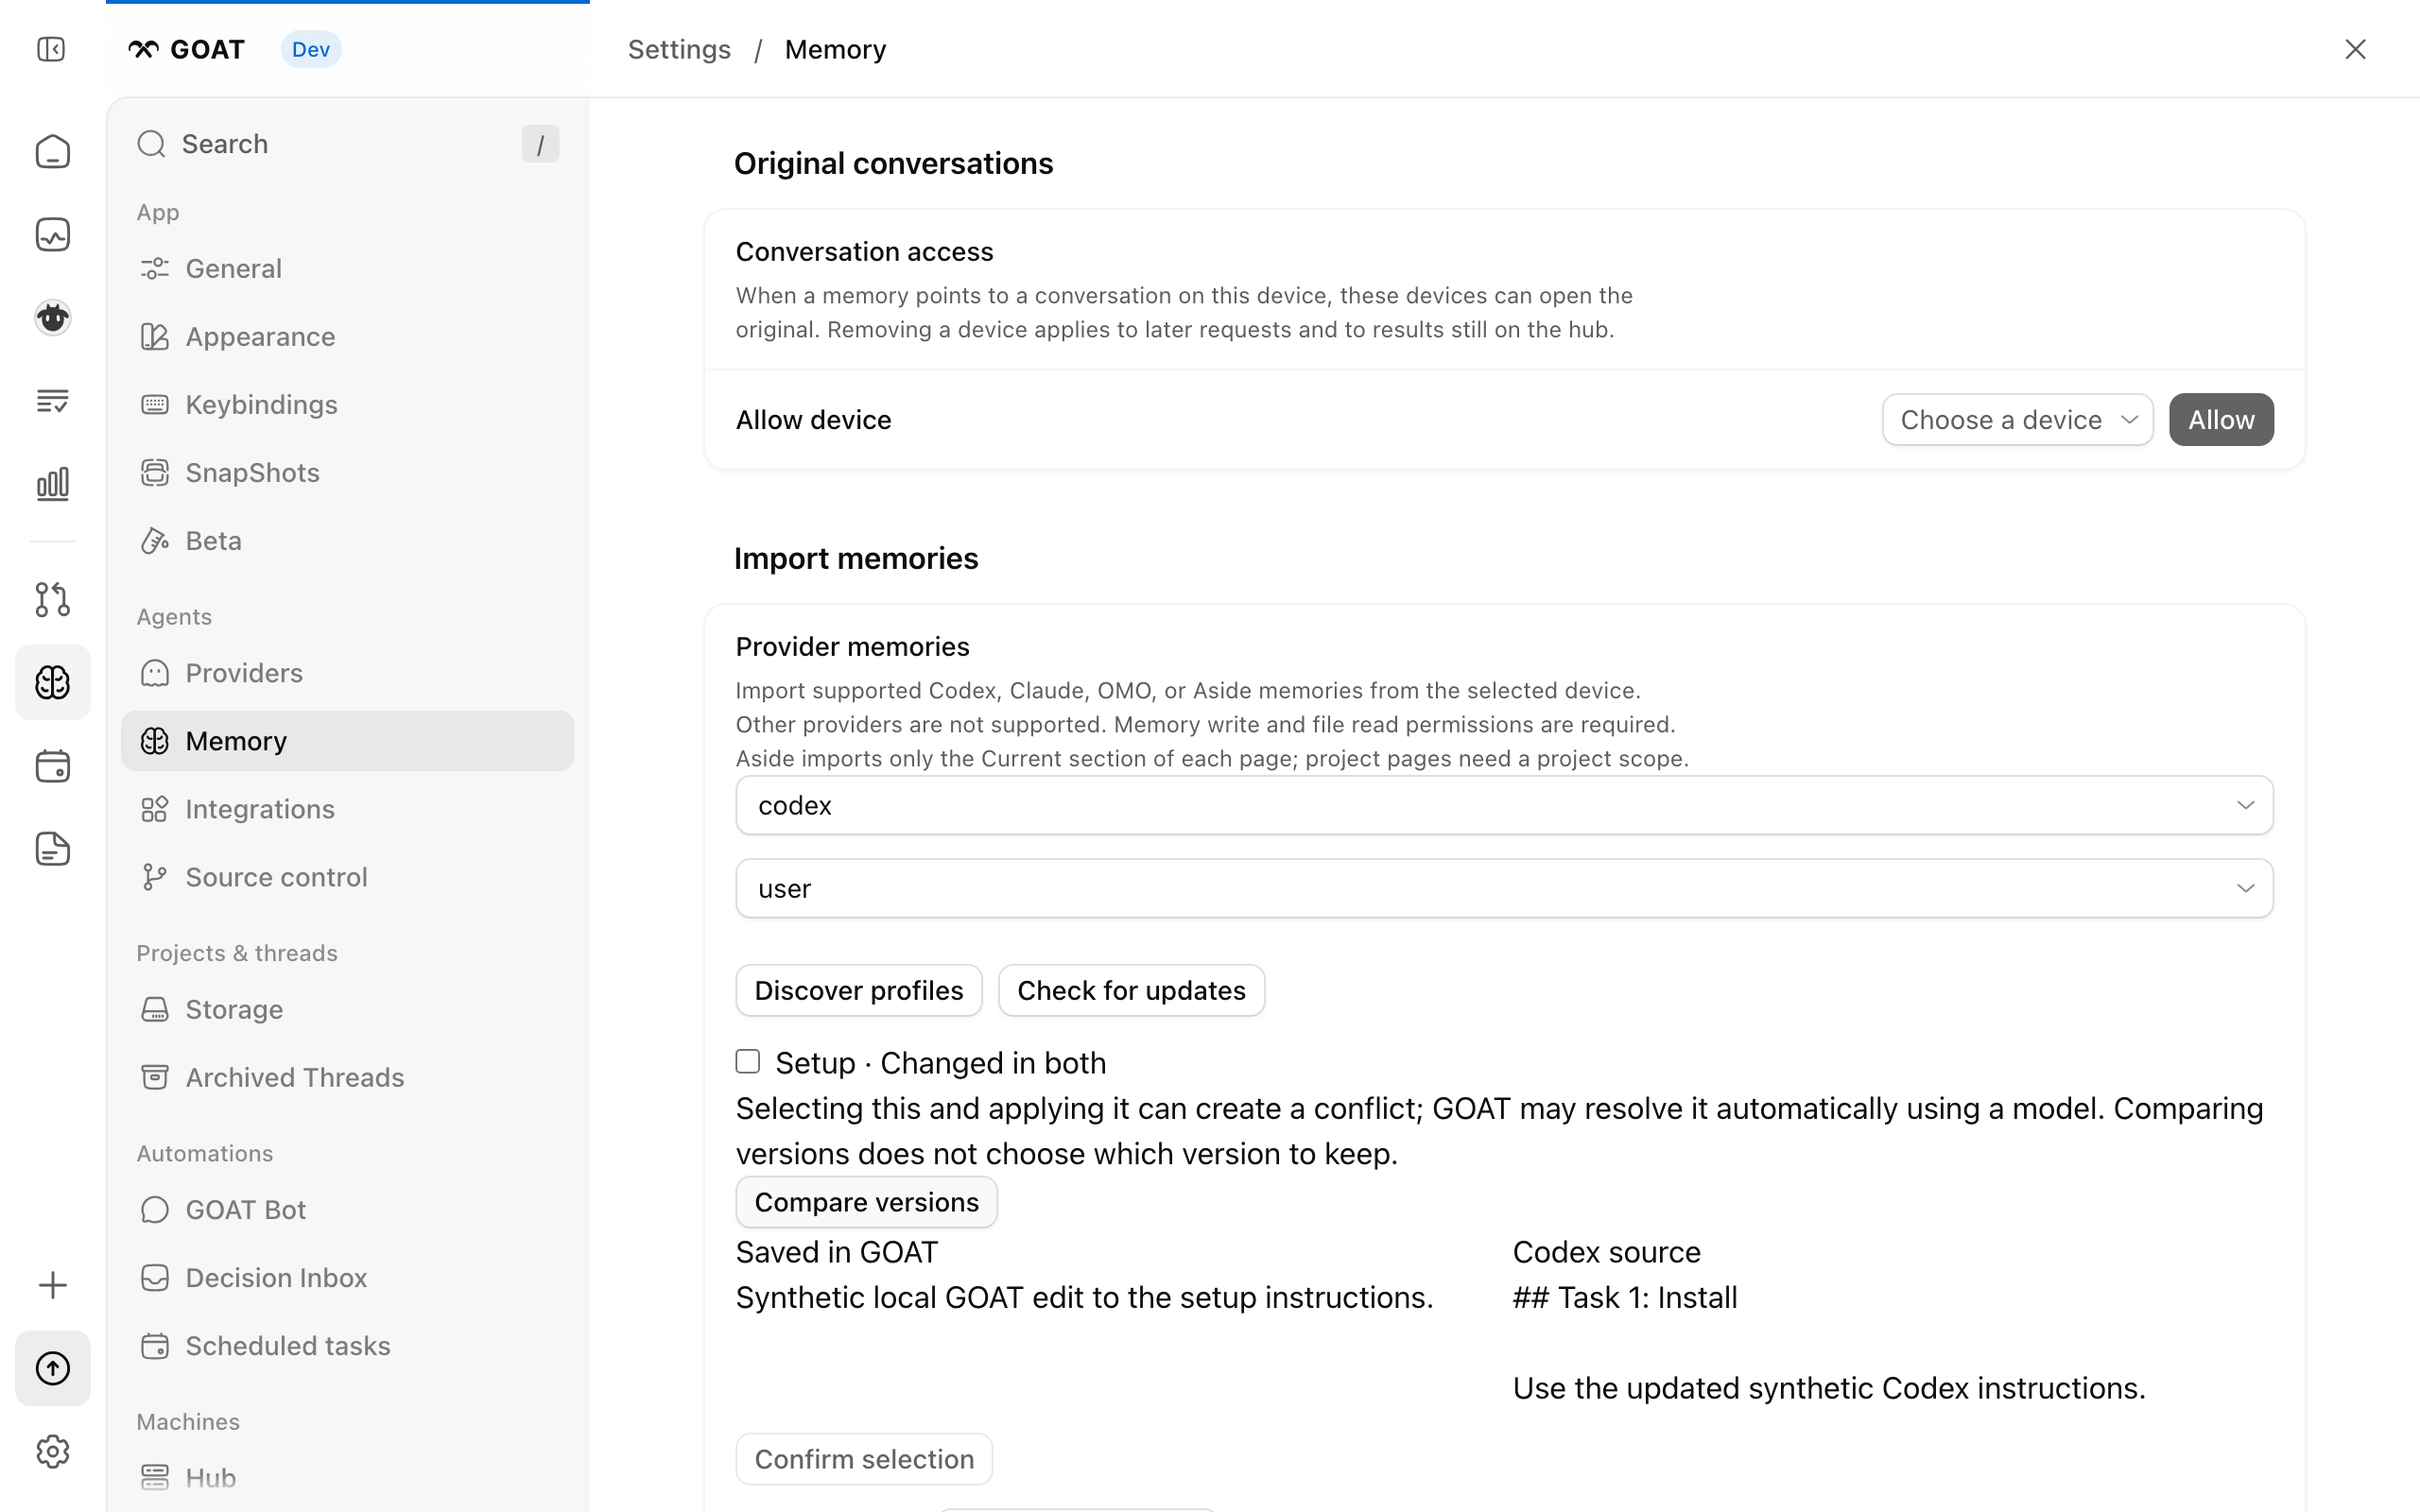 GOAT Dev
Settings / Memory
Search /
App
General
Appearance
Keybindings
SnapShots
Beta
Agents
Providers
Memory
Integrations
Source control
Projects & threads
Storage
Archived Threads
Automations
GOAT Bot
Decision Inbox
Scheduled tasks
Machines
Hub
Original conversations
Conversation access
When a memory points to a conversation on this device, these devices can open the
original. Removing a device applies to later requests and to results still on the hub.
Allow device
Choose a device
Allow
Import memories
Provider memories
Import supported Codex, Claude, OMO, or Aside memories from the selected device.
Other providers are not supported. Memory write and file read permissions are required.
Aside imports only the Current section of each page; project pages need a project scope.
codex
user
Discover profiles
Check for updates
Setup · Changed in both
Selecting this and applying it can create a conflict; GOAT may resolve it automatically using a model. Comparing
versions does not choose which version to keep.
Compare versions
Saved in GOAT
Synthetic local GOAT edit to the setup instructions.
Codex source
## Task 1: Install
Use the updated synthetic Codex instructions.
Confirm selection